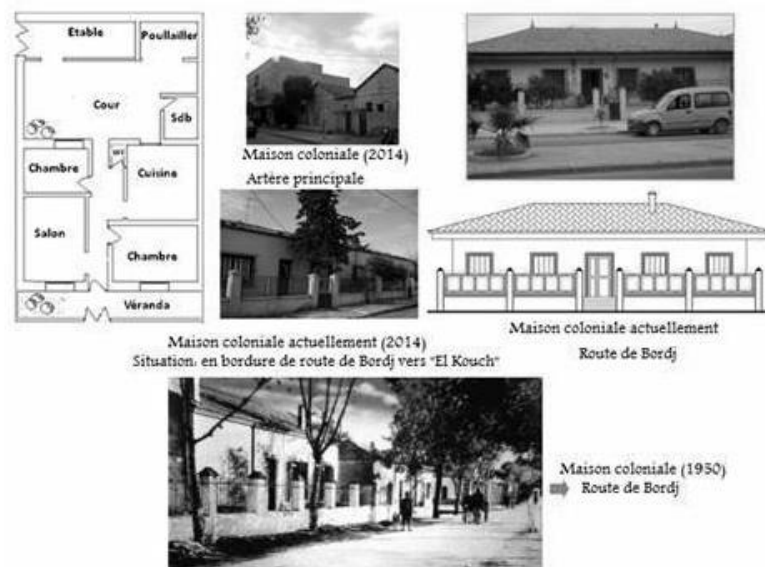 Etable
Poullailer
Cour
Sdb
Chambre
WC
Cuisine
Salon
Chambre
Véranda
Maison coloniale (2014)
Artère principale
Maison coloniale actuellement (2014)
Situation: en bordure de route de Bordj vers "El Kouch"
Maison coloniale actuellement
Route de Bordj
Maison coloniale (1930)
Route de Bordj